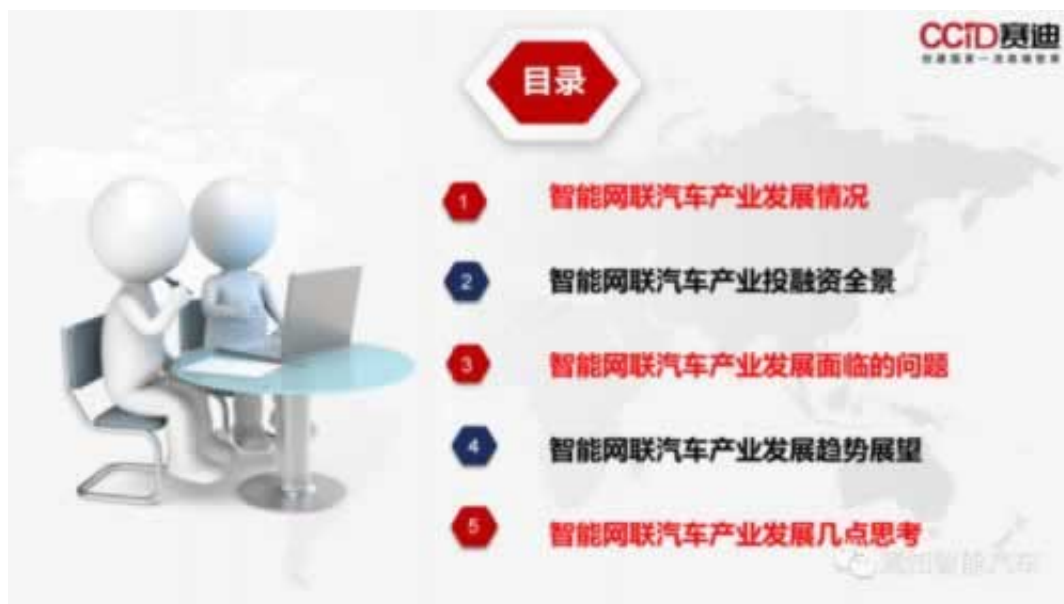 CCID赛迪
目录
1 智能网联汽车产业发展情况
2 智能网联汽车产业投融资全景
3 智能网联汽车产业发展面临的问题
4 智能网联汽车产业发展趋势展望
5 智能网联汽车产业发展几点思考
智能汽车